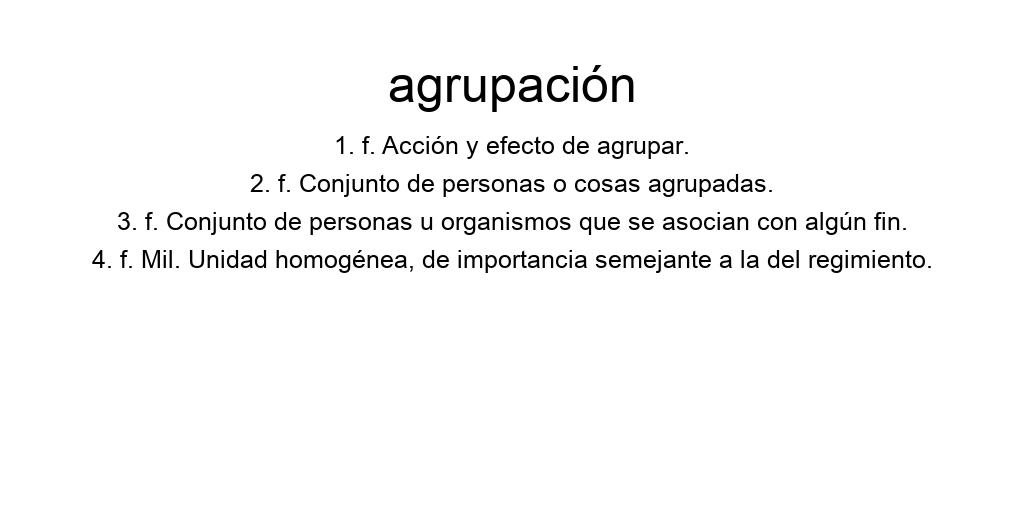 agrupación
1. f. Acción y efecto de agrupar.
2. f. Conjunto de personas o cosas agrupadas.
3. f. Conjunto de personas u organismos que se asocian con algún fin.
4. f. Mil. Unidad homogénea, de importancia semejante a la del regimiento.